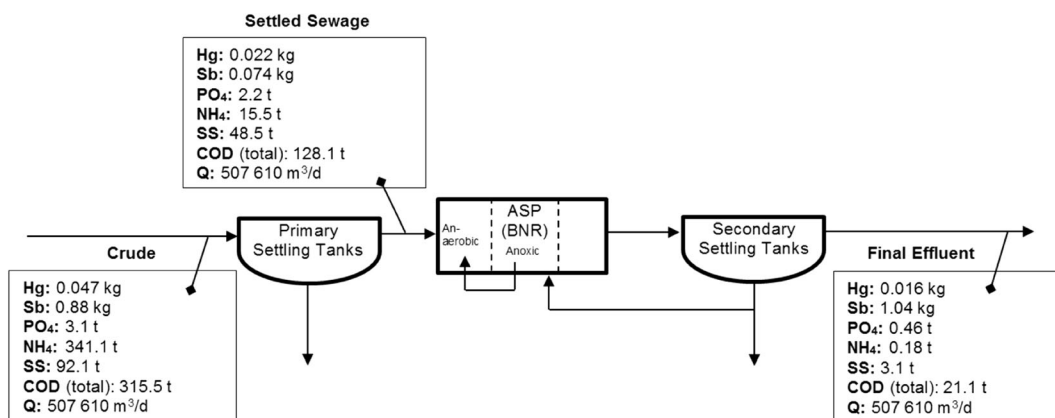 Settled Sewage
Hg: 0.022 kg
Sb: 0.074 kg
PO₄: 2.2 t
NH₄: 15.5 t
SS: 48.5 t
COD (total): 128.1 t
Q: 507 610 m³/d
Primary
Settling Tanks
An-
aerobic
ASP
(BNR)
Anoxic
Secondary
Settling Tanks
Crude
Hg: 0.047 kg
Sb: 0.88 kg
PO₄: 3.1 t
NH₄: 341.1 t
SS: 92.1 t
COD (total): 315.5 t
Q: 507 610 m³/d
Final Effluent
Hg: 0.016 kg
Sb: 1.04 kg
PO₄: 0.46 t
NH₄: 0.18 t
SS: 3.1 t
COD (total): 21.1 t
Q: 507 610 m³/d